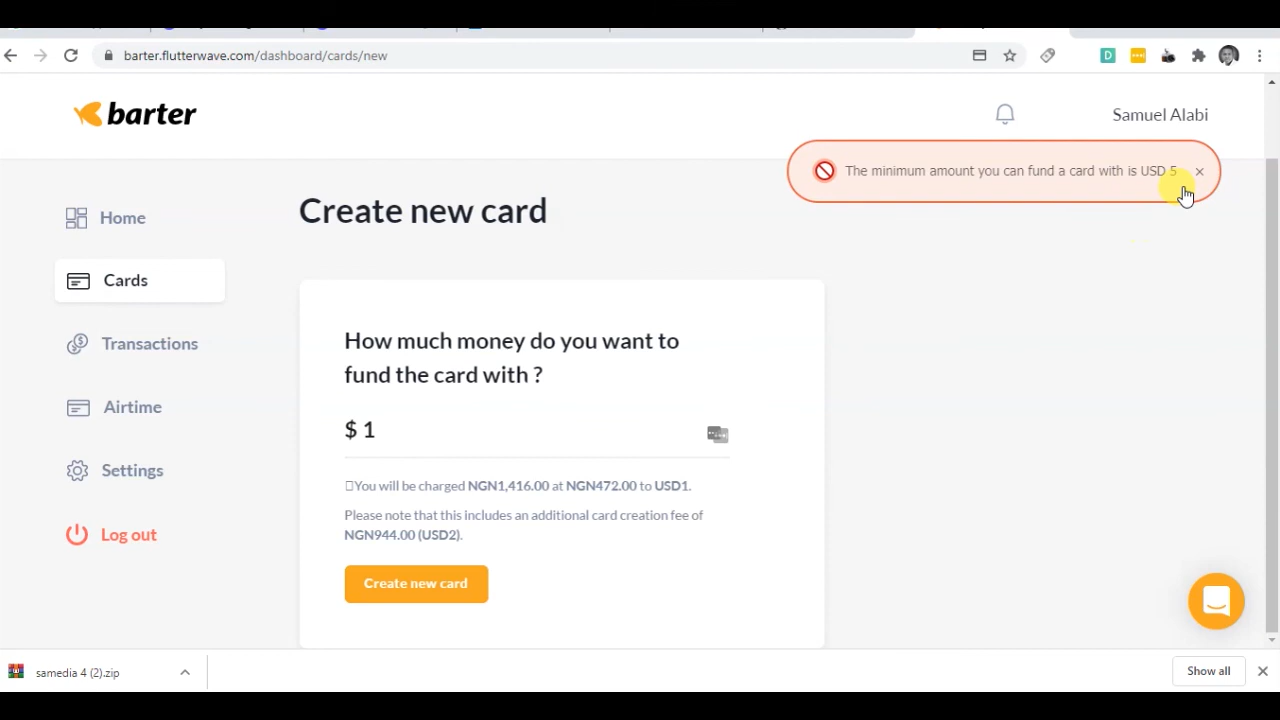 barter.flutterwave.com/dashboard/cards/new
D
barter
Samuel Alabi
The minimum amount you can fund a card with is USD 5 ×
Home
Create new card
Cards
Transactions
Airtime
Settings
Log out
How much money do you want to
fund the card with ?
$ 1
You will be charged NGN1,416.00 at NGN472.00 to USD1.
Please note that this includes an additional card creation fee of
NGN944.00 (USD2).
Create new card
samedia 4 (2).zip
Show all